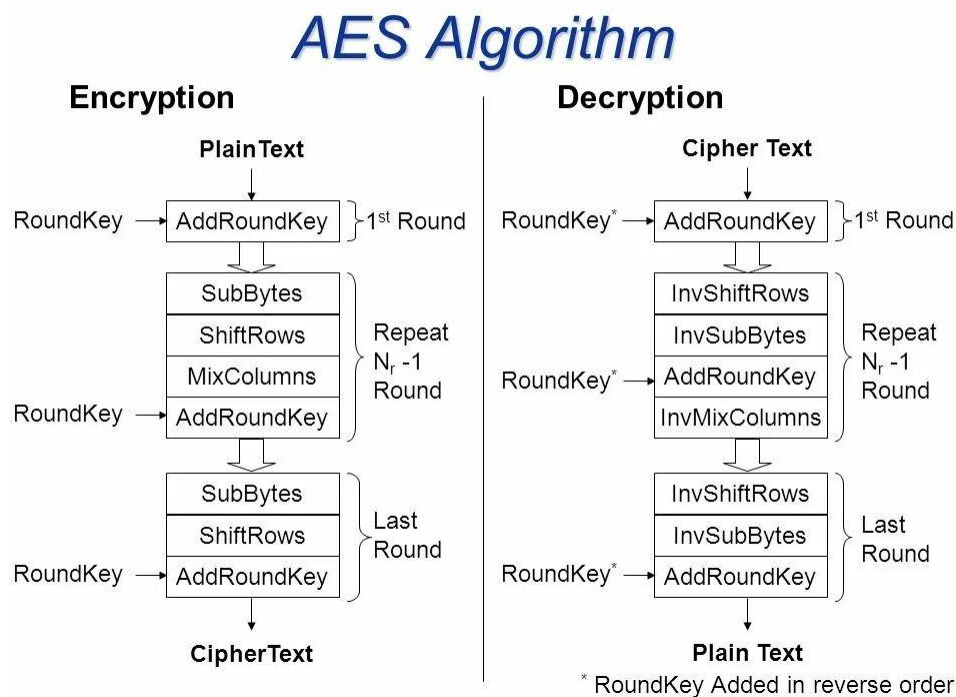 AES Algorithm
Encryption
PlainText
RoundKey
AddRoundKey
1st Round
SubBytes
ShiftRows
MixColumns
RoundKey
AddRoundKey
Repeat
Nr -1
Round
SubBytes
ShiftRows
RoundKey
AddRoundKey
Last
Round
CipherText
Decryption
Cipher Text
RoundKey*
AddRoundKey
1st Round
InvShiftRows
InvSubBytes
RoundKey*
AddRoundKey
InvMixColumns
Repeat
Nr -1
Round
InvShiftRows
InvSubBytes
RoundKey*
AddRoundKey
Last
Round
Plain Text
* RoundKey Added in reverse order